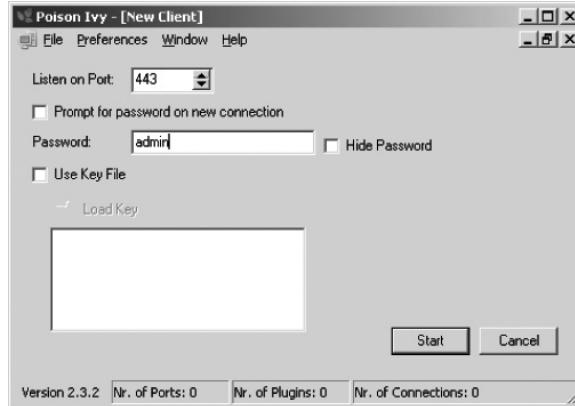 Poison Ivy - [New Client]
File Preferences Window Help
Listen on Port: 443
Prompt for password on new connection
Password: admin Hide Password
Use Key File
Load Key
Start Cancel
Version 2.3.2 Nr. of Ports: 0 Nr. of Plugins: 0 Nr. of Connections: 0